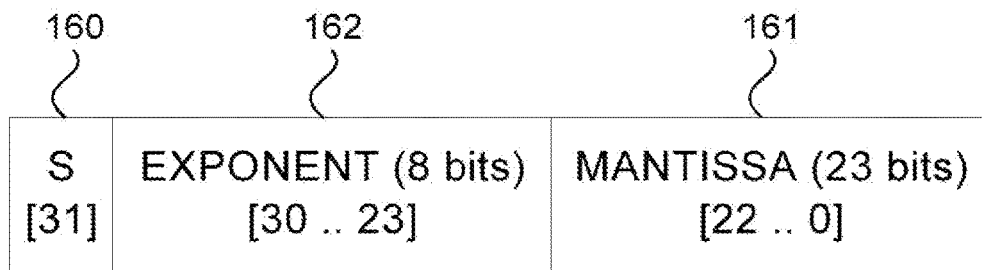 160 162 161
S EXPONENT (8 bits) MANTISSA (23 bits)
[31] [30 .. 23] [22 .. 0]